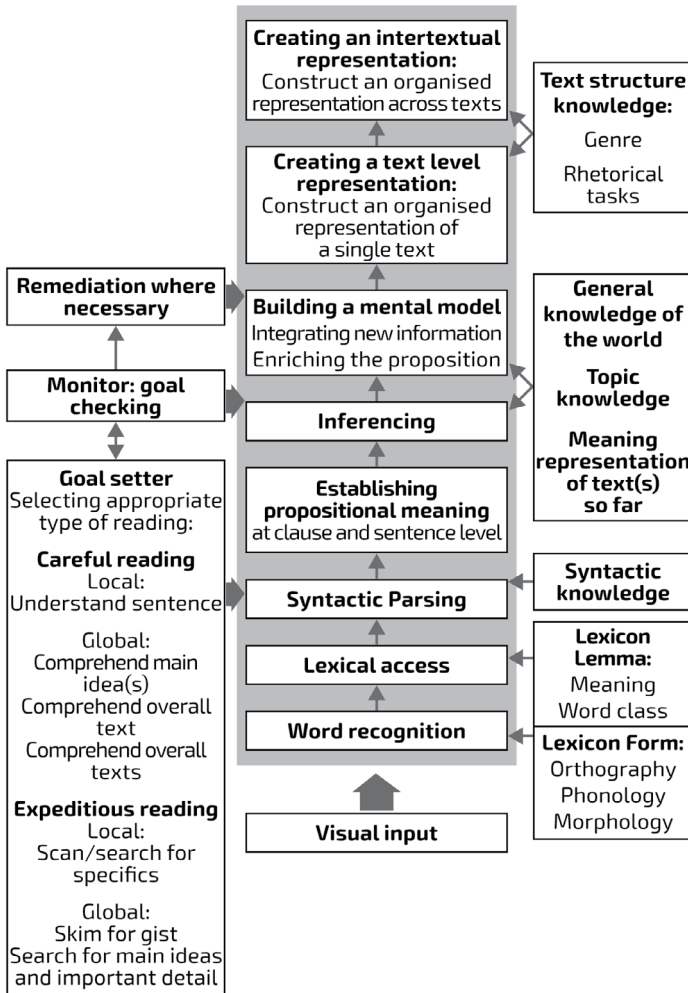 Remediation where
necessary
Monitor: goal
checking
Goal setter
Selecting appropriate
type of reading:
Careful reading
Local:
Understand sentence
Global:
Comprehend main
idea(s)
Comprehend overall
text
Comprehend overall
texts
Expeditious reading
Local:
Scan/search for
specifics
Global:
Skim for gist
Search for main ideas
and important detail
Creating an intertextual
representation:
Construct an organised
representation across texts
Creating a text level
representation:
Construct an organised
representation of
a single text
Building a mental model
Integrating new information
Enriching the proposition
Inferencing
Establishing
propositional meaning
at clause and sentence level
Syntactic Parsing
Lexical access
Word recognition
Visual input
Text structure
knowledge:
Genre
Rhetorical
tasks
General
knowledge of
the world
Topic
knowledge
Meaning
representation
of text(s)
so far
Syntactic
knowledge
Lexicon
Lemma:
Meaning
Word class
Lexicon Form:
Orthography
Phonology
Morphology